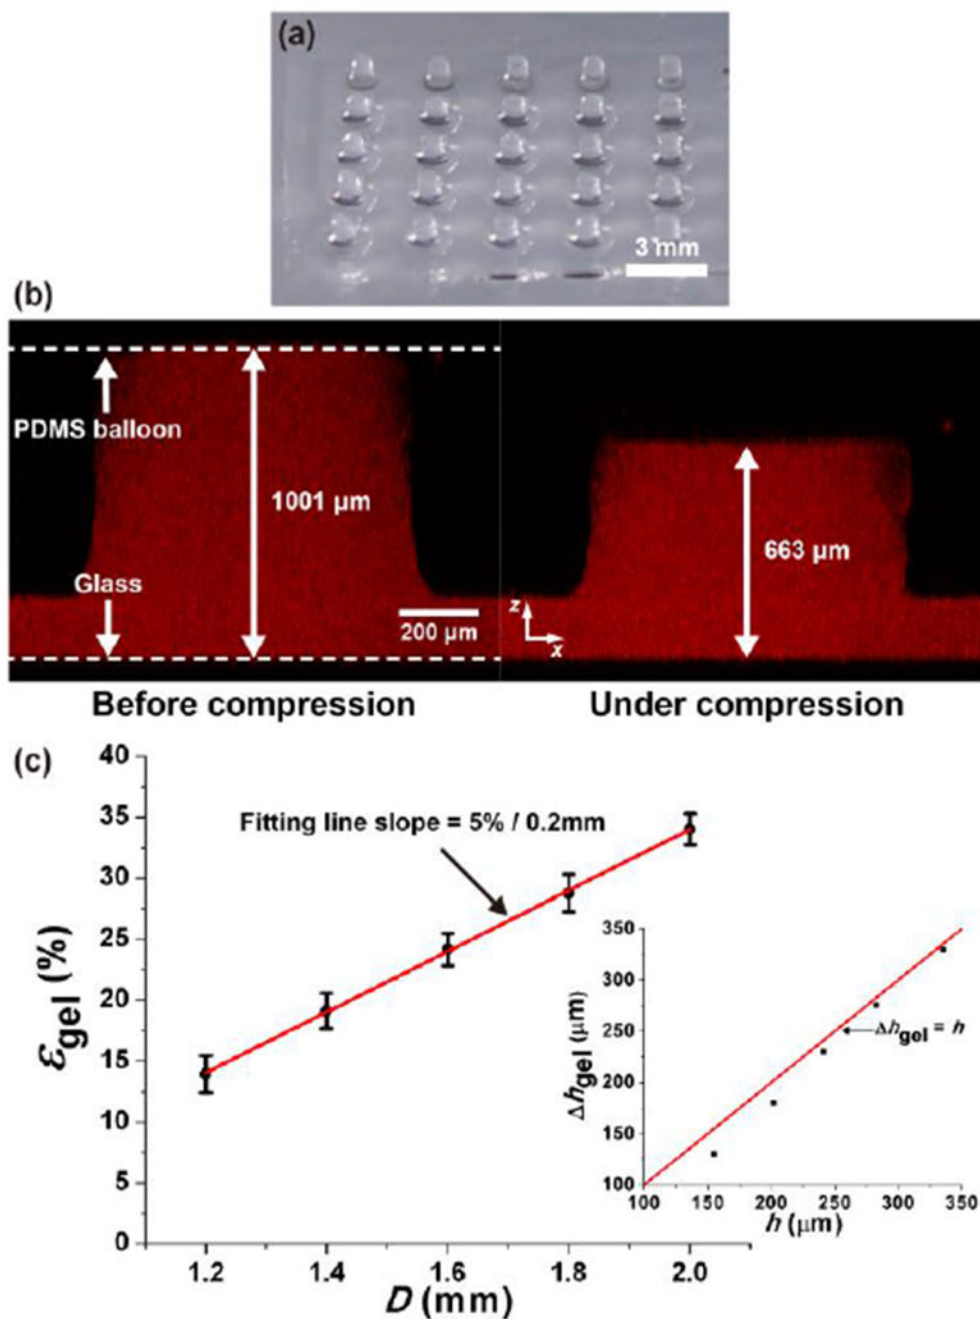 (a)
3 mm
(b)
PDMS balloon
1001 μm
663 μm
Glass
200 μm
z
x
Before compression
Under compression
(c)
40
35
30
25
20
15
10
5
0
εgel (%)
Fitting line slope = 5% / 0.2mm
1.2 1.4 1.6 1.8 2.0
D (mm)
350
300
250
200
150
100
Δhgel (μm)
Δhgel = h
100 150 200 250 300 350
h (μm)